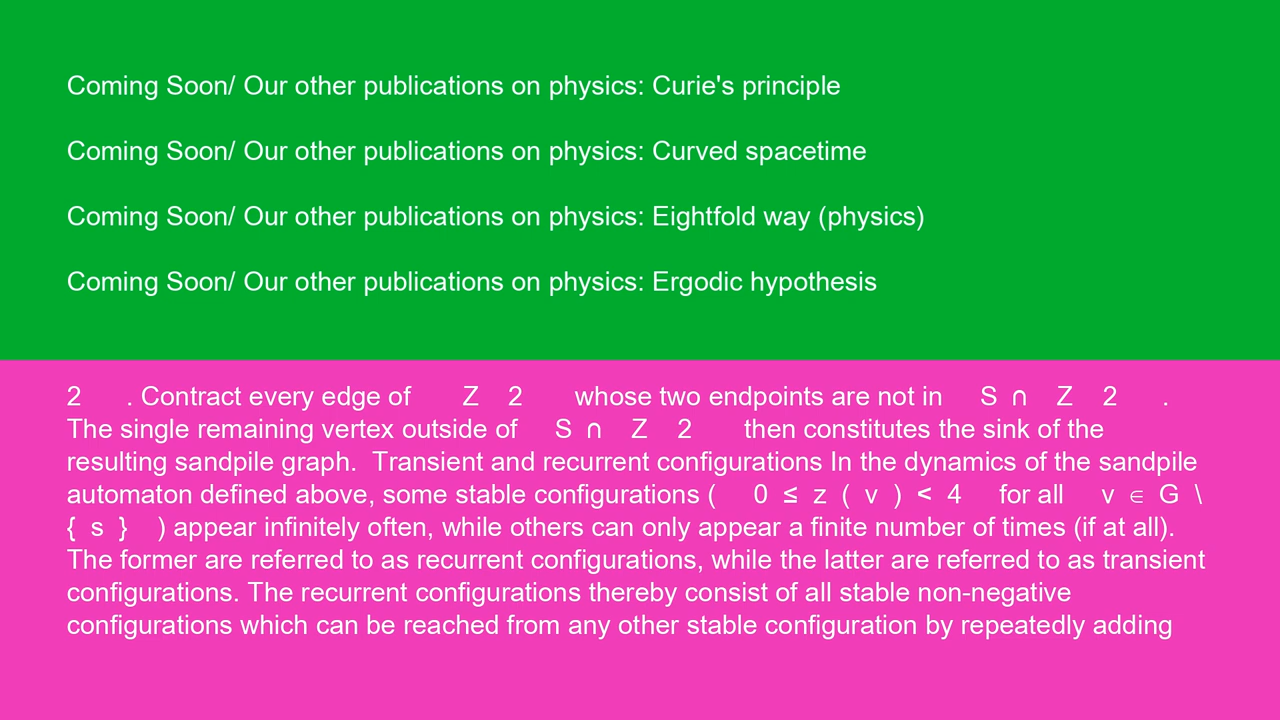 Coming Soon/ Our other publications on physics: Curie's principle
Coming Soon/ Our other publications on physics: Curved spacetime
Coming Soon/ Our other publications on physics: Eightfold way (physics)
Coming Soon/ Our other publications on physics: Ergodic hypothesis
2 . Contract every edge of Z 2 whose two endpoints are not in S ∩ Z 2 .
The single remaining vertex outside of S ∩ Z 2 then constitutes the sink of the
resulting sandpile graph. Transient and recurrent configurations In the dynamics of the sandpile
automaton defined above, some stable configurations ( 0 ≤ z ( v ) < 4 for all v ∈ G \
{ s } ) appear infinitely often, while others can only appear a finite number of times (if at all).
The former are referred to as recurrent configurations, while the latter are referred to as transient
configurations. The recurrent configurations thereby consist of all stable non-negative
configurations which can be reached from any other stable configuration by repeatedly adding